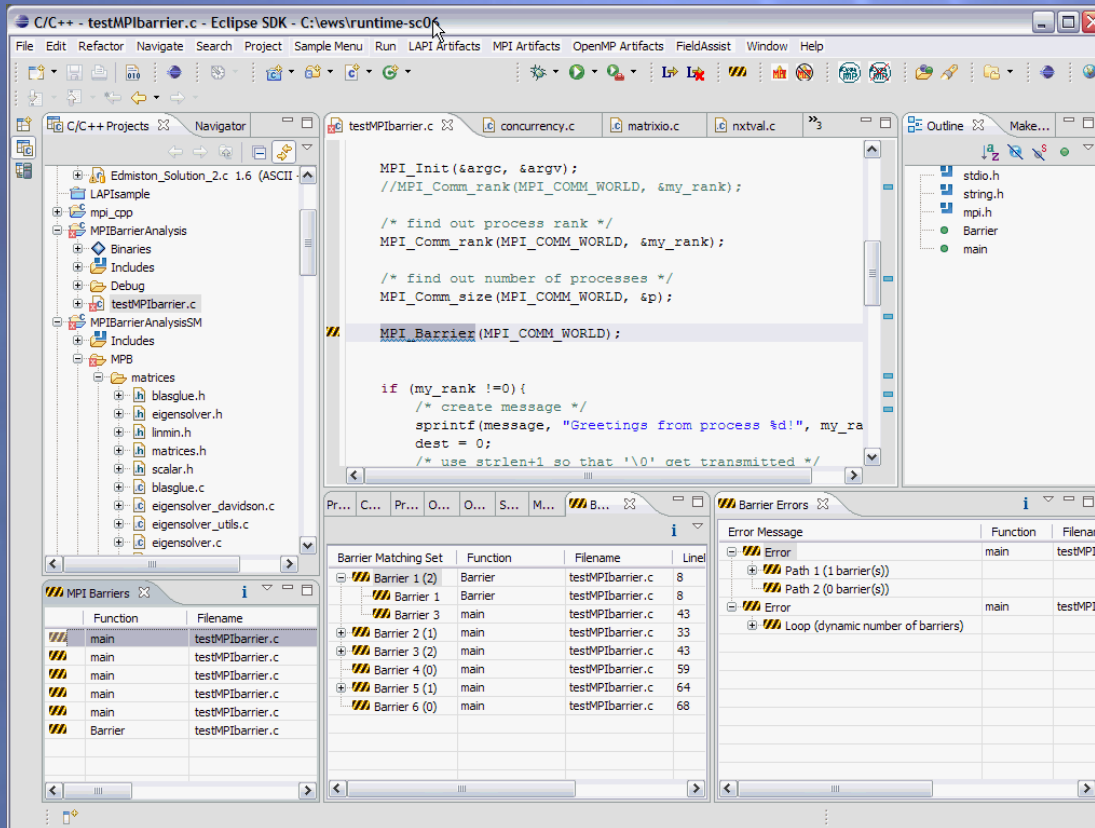 C/C++ - testMPIbarrier.c - Eclipse SDK - C:\ews\runtime-sc06
File Edit Refactor Navigate Search Project Sample Menu Run LAPI Artifacts MPI Artifacts OpenMP Artifacts FieldAssist Window Help
C/C++ Projects Navigator
Edmiston_Solution_2.c 1.6 (ASCII -
LAPIsample
mpi_cpp
MPIBarrierAnalysis
Binaries
Includes
Debug
testMPIbarrier.c
MPIBarrierAnalysisSM
Includes
MPB
matrices
blasglue.h
eigensolver.h
linmin.h
matrices.h
scalar.h
blasglue.c
eigensolver_davidson.c
eigensolver_utils.c
eigensolver.c
testMPIbarrier.c concurrency.c matrixio.c nxtval.c »3
MPI_Init(&argc, &argv);
//MPI_Comm_rank(MPI_COMM_WORLD, &my_rank);
/* find out process rank */
MPI_Comm_rank(MPI_COMM_WORLD, &my_rank);
/* find out number of processes */
MPI_Comm_size(MPI_COMM_WORLD, &p);
MPI_Barrier(MPI_COMM_WORLD);
if (my_rank !=0){
/* create message */
sprintf(message, "Greetings from process %d!", my_ra
dest = 0;
/* use strlen+1 so that '\0' get transmitted */
Outline Make...
stdio.h
string.h
mpi.h
Barrier
main
MPI Barriers
Function Filename
main testMPIbarrier.c
main testMPIbarrier.c
main testMPIbarrier.c
main testMPIbarrier.c
main testMPIbarrier.c
Barrier testMPIbarrier.c
Pr... C... Pr... O... O... S... M... B...
Barrier Matching Set Function Filename Linel
Barrier 1 (2) Barrier testMPIbarrier.c 8
Barrier 1 Barrier testMPIbarrier.c 8
Barrier 3 main testMPIbarrier.c 43
Barrier 2 (1) main testMPIbarrier.c 33
Barrier 3 (2) main testMPIbarrier.c 43
Barrier 4 (0) main testMPIbarrier.c 59
Barrier 5 (1) main testMPIbarrier.c 64
Barrier 6 (0) main testMPIbarrier.c 68
Barrier Errors
Error Message Function Filenar
Error main testMPI
Path 1 (1 barrier(s))
Path 2 (0 barrier(s))
Error main testMPI
Loop (dynamic number of barriers)